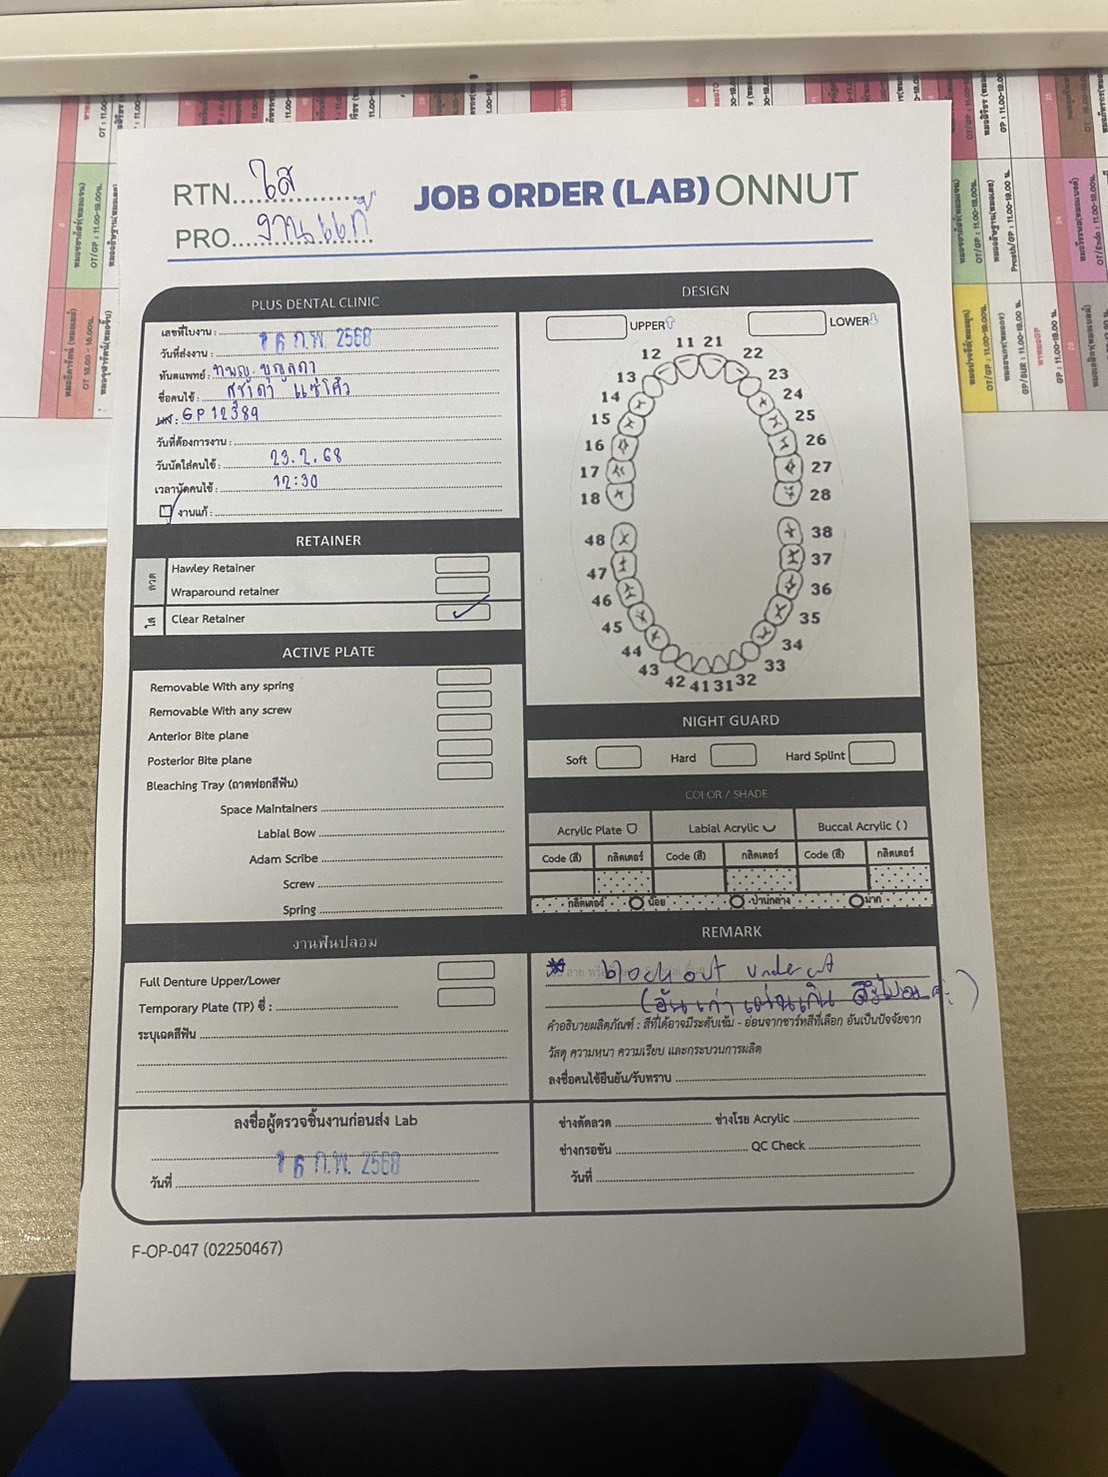 RTN....ใส
PRO....งานแก้
JOB ORDER (LAB) ONNUT
PLUS DENTAL CLINIC
เลขที่ใบงาน :
วันที่ส่งงาน : 16 ก.พ. 2568
ทันตแพทย์ : ทพญ. บุญลดา
ชื่อคนไข้ : สุชาดา แซ่โค้ว
HN : GP12389
วันที่ต้องการงาน :
วันนัดใส่คนไข้ : 23.2.68
เวลานัดคนไข้ : 12:30
งานแก้ :
RETAINER
ลวด
Hawley Retainer
Wraparound retainer
ใส
Clear Retainer
ACTIVE PLATE
Removable With any spring
Removable With any screw
Anterior Bite plane
Posterior Bite plane
Bleaching Tray (ถาดฟอกสีฟัน)
Space Maintainers
Labial Bow
Adam Scribe
Screw
Spring
งานฟันปลอม
Full Denture Upper/Lower
Temporary Plate (TP) ซี่ :
ระบุเฉดสีฟัน
ลงชื่อผู้ตรวจชิ้นงานก่อนส่ง Lab
16 ก.พ. 2568
วันที่
DESIGN
UPPER
LOWER
11 21
12 22
13 23
14 24
15 25
16 26
17 27
18 28
48 38
47 37
46 36
45 35
44 34
43 33
42 41 31 32
NIGHT GUARD
Soft Hard Hard Splint
COLOR / SHADE
Acrylic Plate Labial Acrylic Buccal Acrylic ( )
Code (สี) กลิตเตอร์ Code (สี) กลิตเตอร์ Code (สี) กลิตเตอร์
กลิตเตอร์ น้อย ปานกลาง มาก
REMARK
block out undercut
คำอธิบายผลิตภัณฑ์ : สีที่ได้อาจมีระดับเข้ม - อ่อนจากชาร์ทสีที่เลือก อันเป็นปัจจัยจาก
วัสดุ ความหนา ความเรียบ และกระบวนการผลิต
ลงชื่อคนไข้ยืนยัน/รับทราบ
ช่างดัดลวด ช่างโรย Acrylic
ช่างกรอขัน QC Check
วันที่
F-OP-047 (02250467)